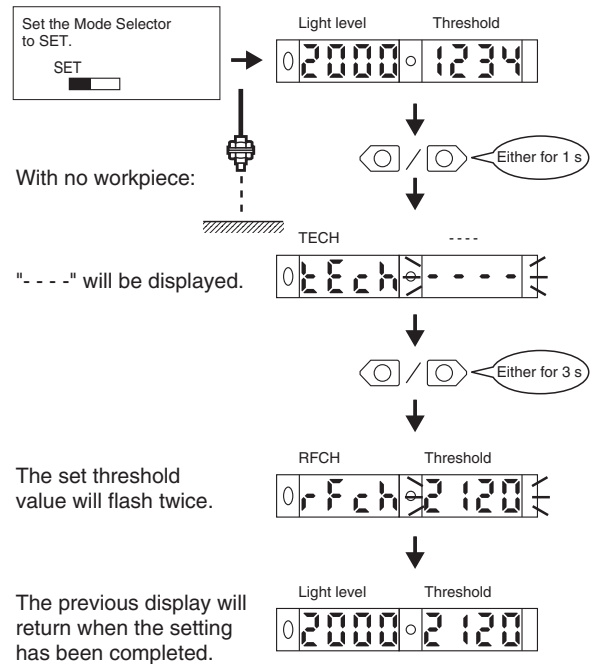 Set the Mode Selector
to SET.
SET
Light level Threshold
2000 1234
Either for 1 s
With no workpiece:
TECH - - - -
"- - - -" will be displayed.
tEch - - - -
Either for 3 s
RFCH Threshold
The set threshold
value will flash twice.
rFch 2120
Light level Threshold
The previous display will
return when the setting
has been completed.
2000 2120